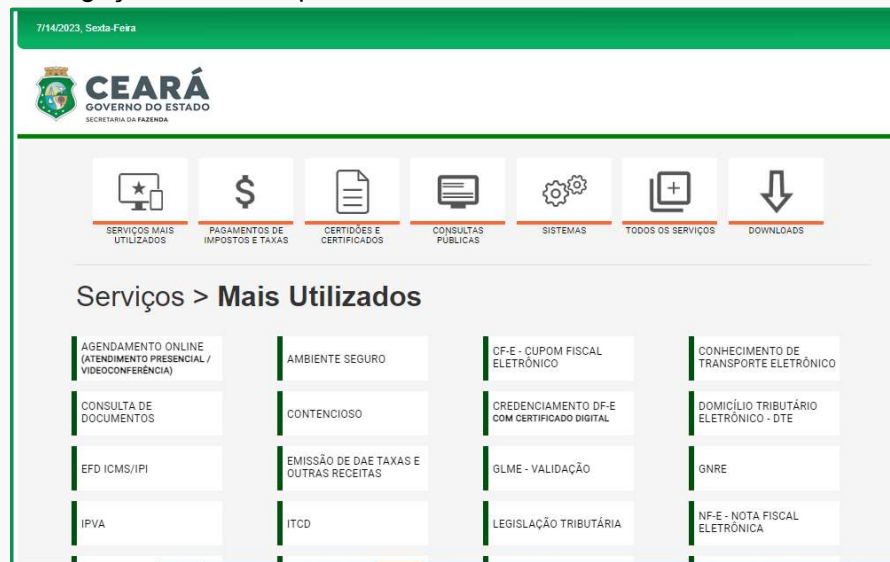 7/14/2023, Sexta-Feira
CEARÁ
GOVERNO DO ESTADO
SECRETARIA DA FAZENDA
SERVIÇOS MAIS
UTILIZADOS
PAGAMENTOS DE
IMPOSTOS E TAXAS
CERTIDÕES E
CERTIFICADOS
CONSULTAS
PÚBLICAS
SISTEMAS
TODOS OS SERVIÇOS
DOWNLOADS
Serviços > Mais Utilizados
AGENDAMENTO ONLINE
(ATENDIMENTO PRESENCIAL /
VIDEOCONFERÊNCIA)
AMBIENTE SEGURO
CF-E - CUPOM FISCAL
ELETRÔNICO
CONHECIMENTO DE
TRANSPORTE ELETRÔNICO
CONSULTA DE
DOCUMENTOS
CONTENCIOSO
CREDENCIAMENTO DF-E
COM CERTIFICADO DIGITAL
DOMICÍLIO TRIBUTÁRIO
ELETRÔNICO - DTE
EFD ICMS/IPI
EMISSÃO DE DAE TAXAS E
OUTRAS RECEITAS
GLME - VALIDAÇÃO
GNRE
IPVA
ITCD
LEGISLAÇÃO TRIBUTÁRIA
NF-E - NOTA FISCAL
ELETRÔNICA